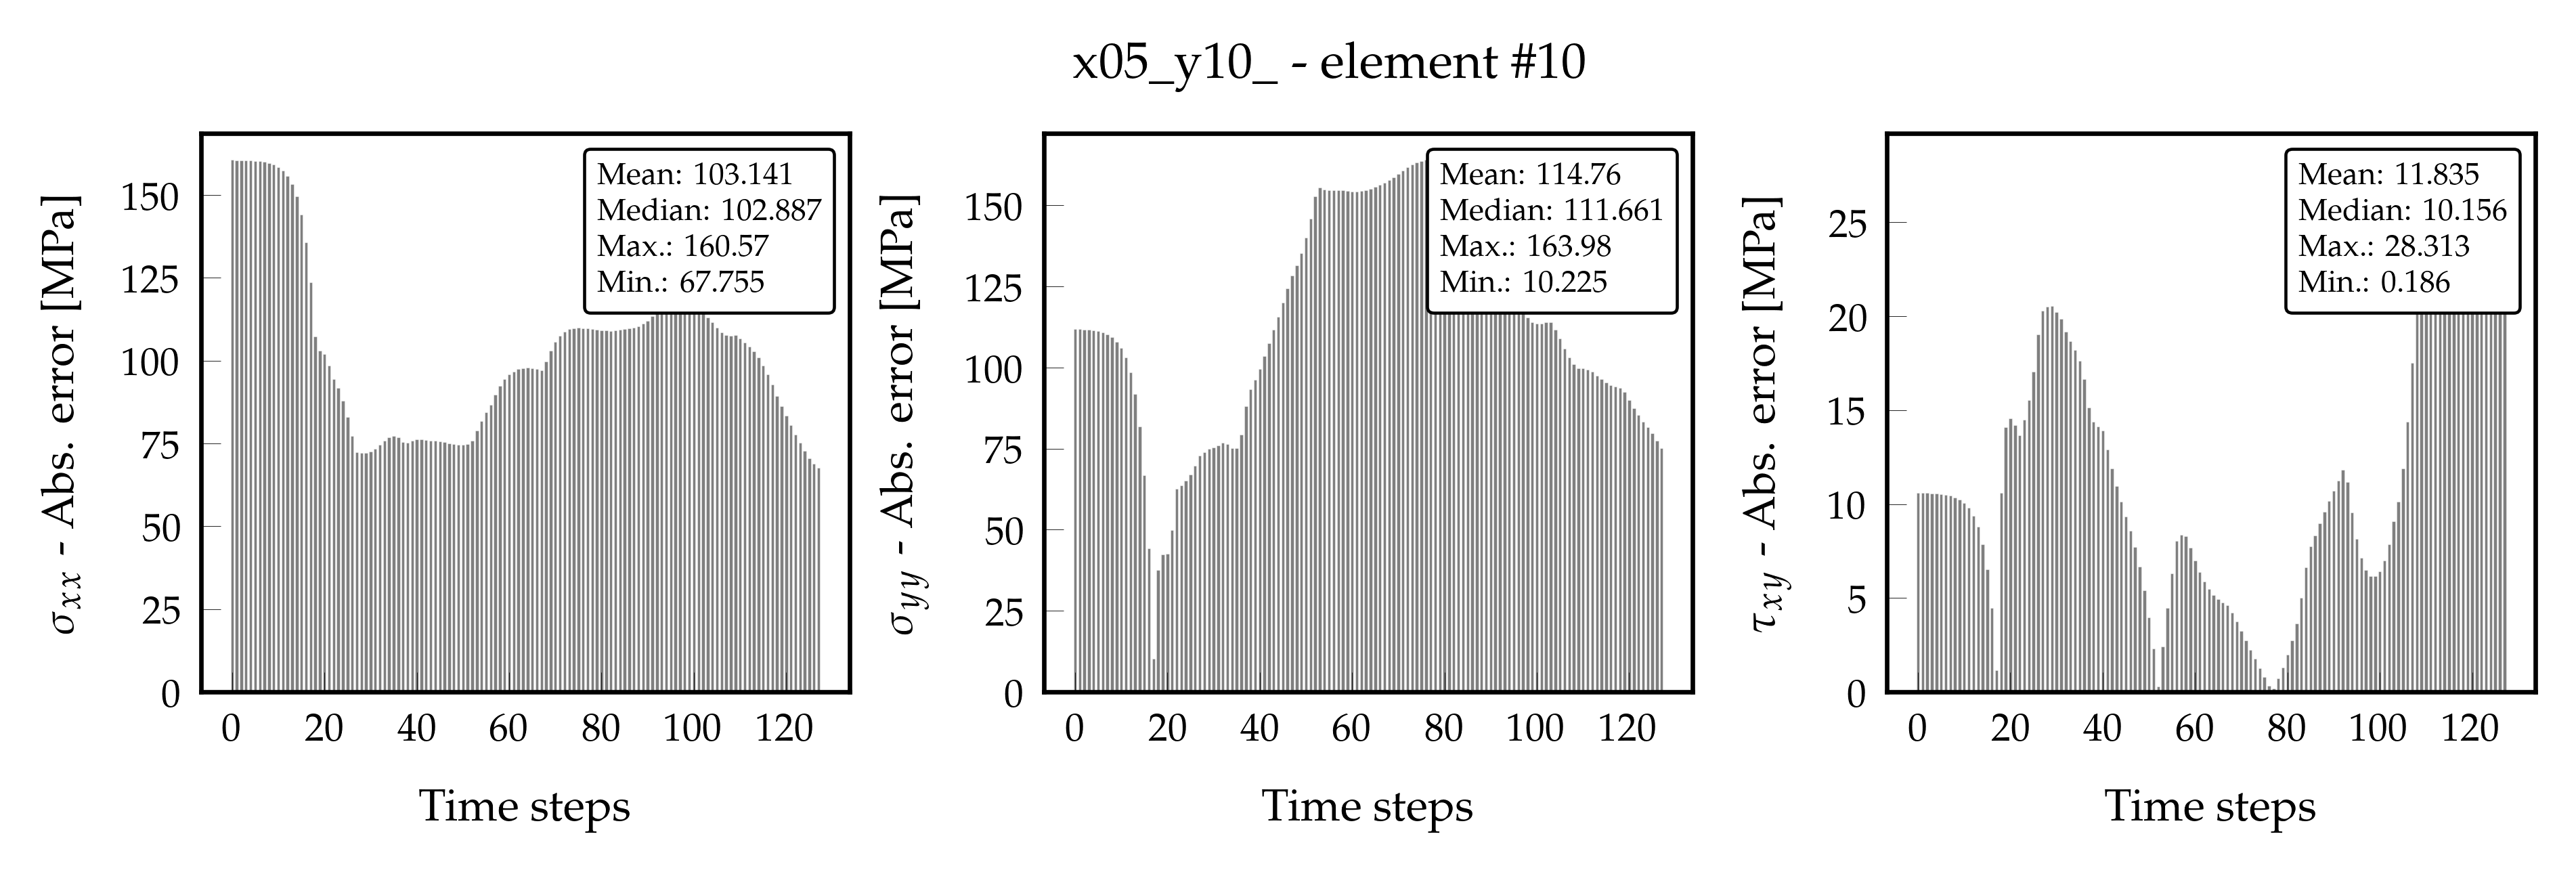 x05_y10_ - element #10
σxx - Abs. error [MPa]
150
125
100
75
50
25
0
0 20 40 60 80 100 120
Time steps
Mean: 103.141
Median: 102.887
Max.: 160.57
Min.: 67.755
σyy - Abs. error [MPa]
150
125
100
75
50
25
0
0 20 40 60 80 100 120
Time steps
Mean: 114.76
Median: 111.661
Max.: 163.98
Min.: 10.225
τxy - Abs. error [MPa]
25
20
15
10
5
0
0 20 40 60 80 100 120
Time steps
Mean: 11.835
Median: 10.156
Max.: 28.313
Min.: 0.186